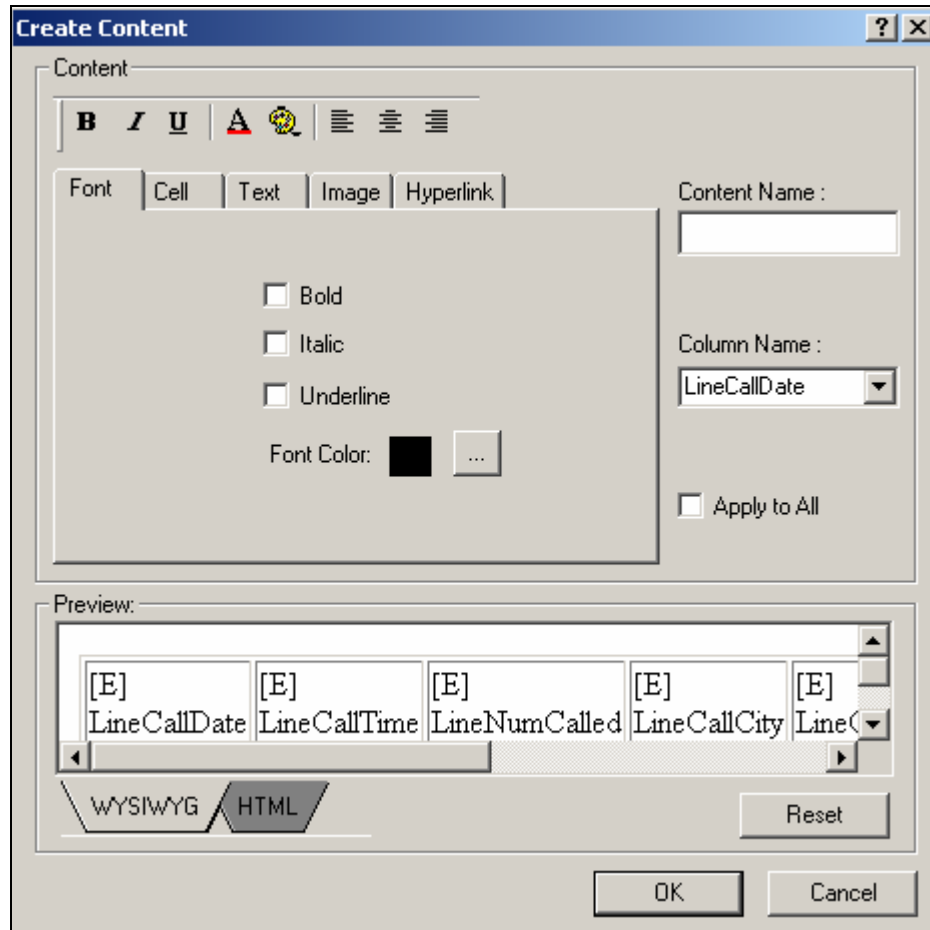 Create Content
Content
B I U A
Font Cell Text Image Hyperlink
Content Name :
Bold
Italic
Underline
Font Color: ...
Column Name :
LineCallDate
Apply to All
Preview:
[E] [E] [E] [E] [E]
LineCallDate LineCallTime LineNumCalled LineCallCity
WYSIWYG HTML
Reset
OK Cancel